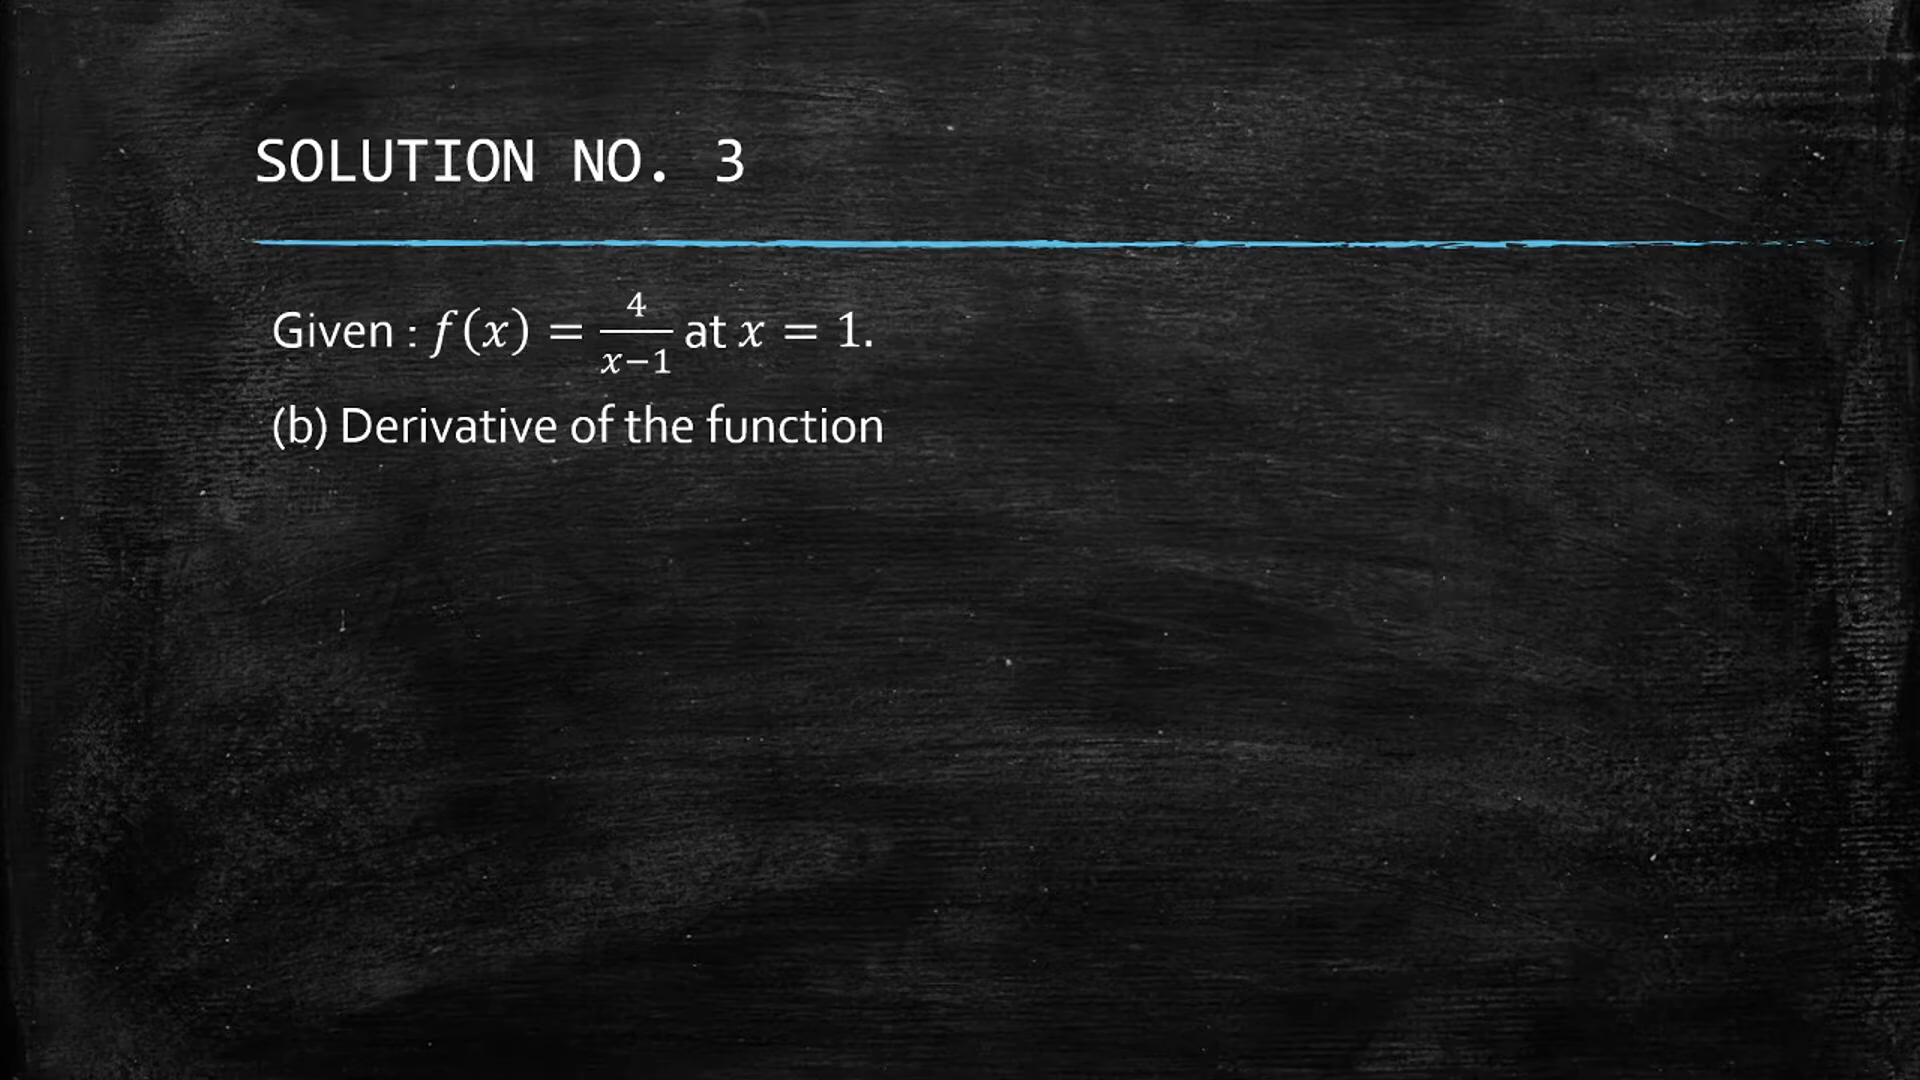 SOLUTION NO. 3
Given : f(x) = 4/(x−1) at x = 1.
(b) Derivative of the function